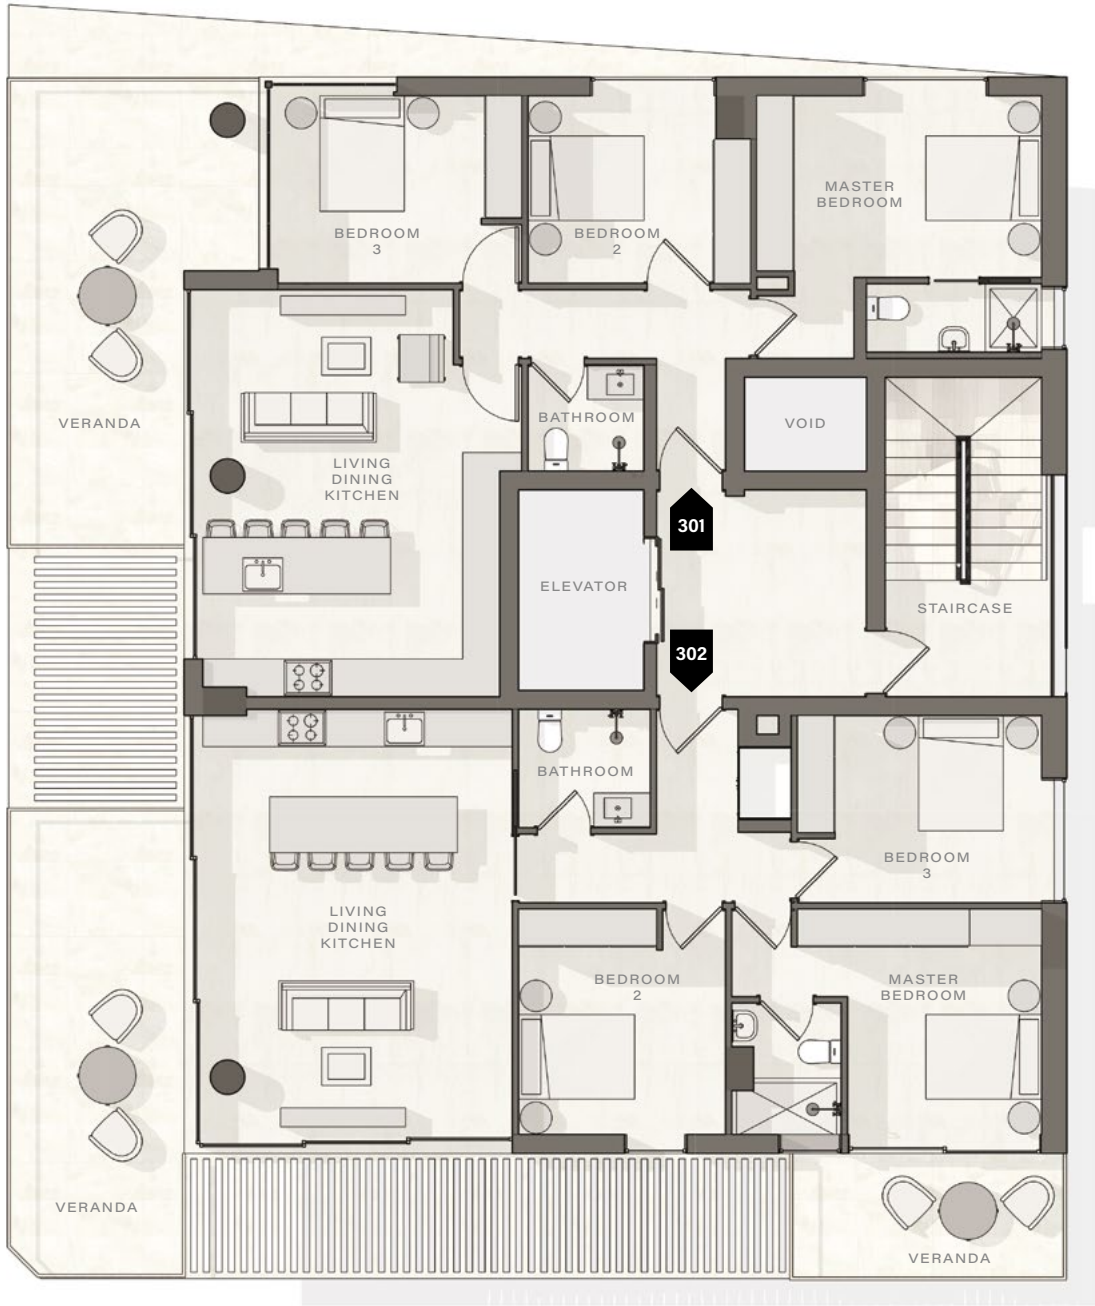 MASTER
BEDROOM
BEDROOM
3
BEDROOM
2
VERANDA
BATHROOM
VOID
LIVING
DINING
KITCHEN
301
ELEVATOR
STAIRCASE
302
BATHROOM
BEDROOM
3
LIVING
DINING
KITCHEN
BEDROOM
2
MASTER
BEDROOM
VERANDA
VERANDA